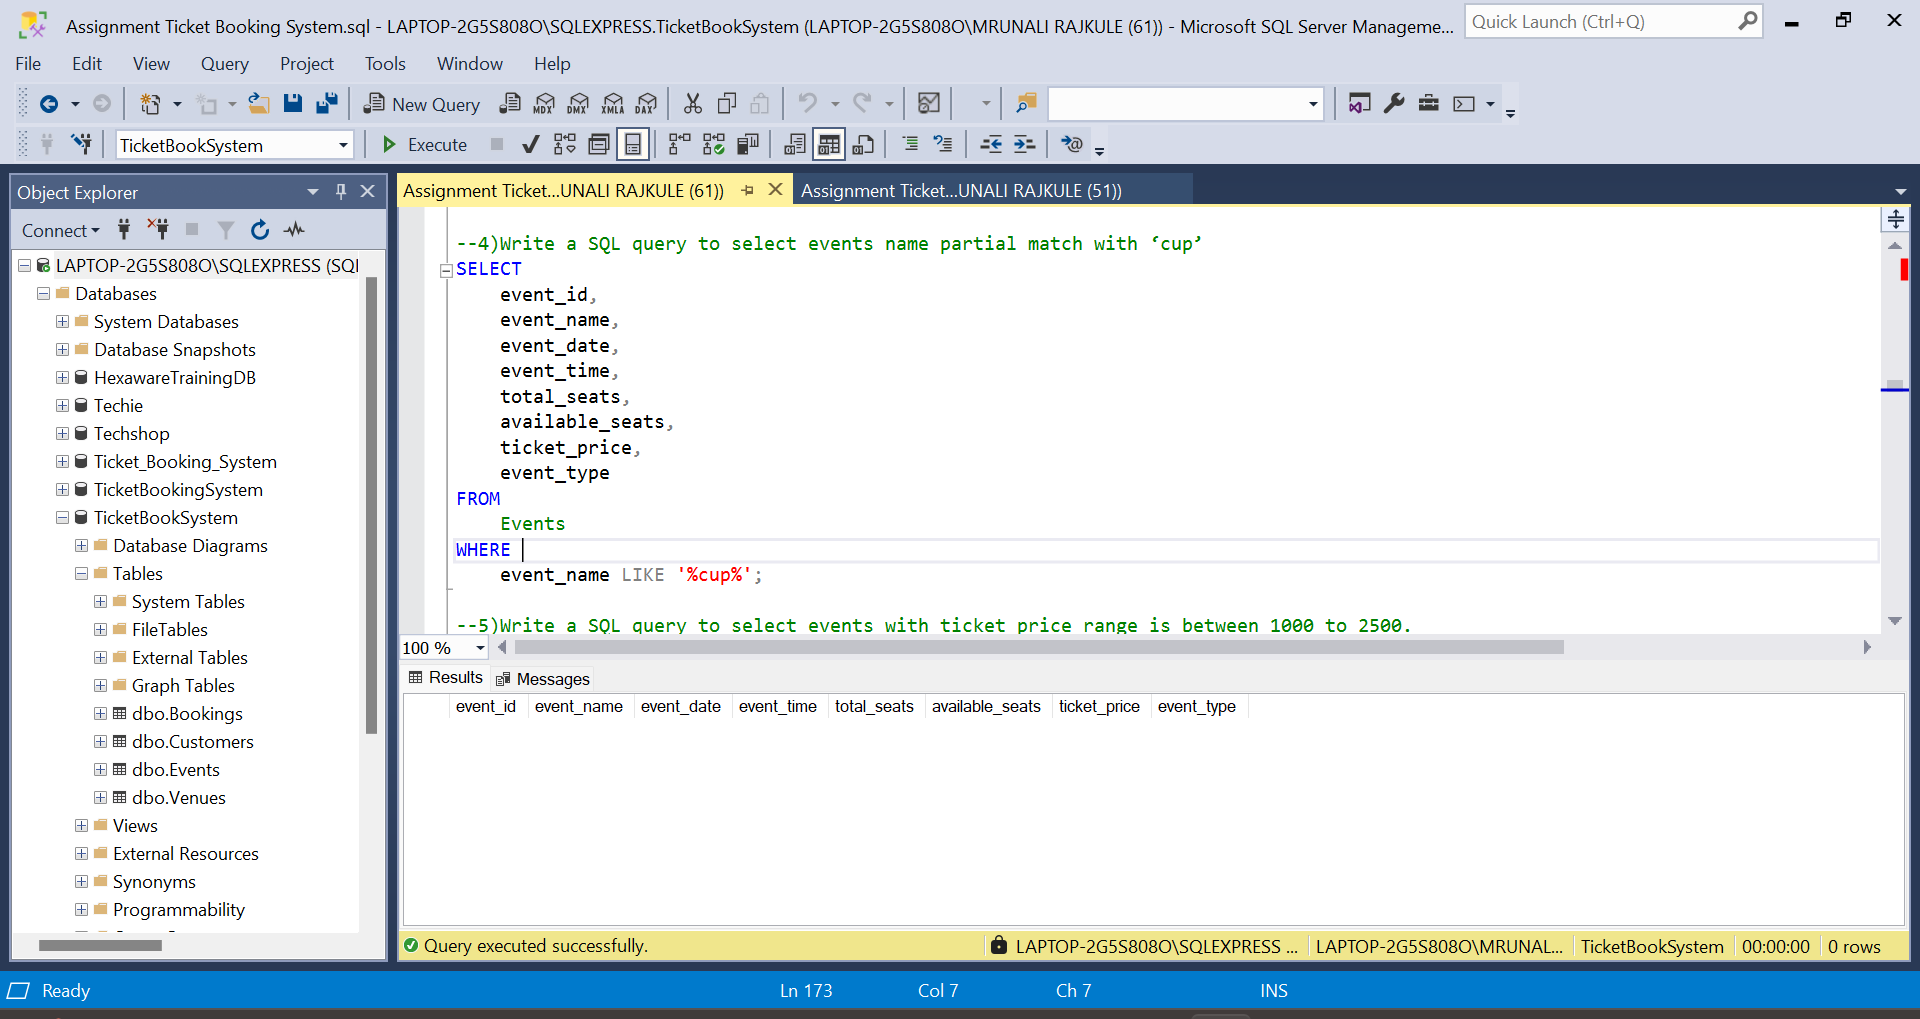 Assignment Ticket Booking System.sql - LAPTOP-2G5S808O\SQLEXPRESS.TicketBookSystem (LAPTOP-2G5S808O\MRUNALI RAJKULE (61)) - Microsoft SQL Server Manageme...
Quick Launch (Ctrl+Q)
File Edit View Query Project Tools Window Help
New Query MDX DMX XMLA DAX
TicketBookSystem Execute
Object Explorer
Assignment Ticket...UNALI RAJKULE (61)) Assignment Ticket...UNALI RAJKULE (51))
Connect
LAPTOP-2G5S808O\SQLEXPRESS (SQL
Databases
System Databases
Database Snapshots
HexawareTrainingDB
Techie
Techshop
Ticket_Booking_System
TicketBookingSystem
TicketBookSystem
Database Diagrams
Tables
System Tables
FileTables
External Tables
Graph Tables
dbo.Bookings
dbo.Customers
dbo.Events
dbo.Venues
Views
External Resources
Synonyms
Programmability
--4)Write a SQL query to select events name partial match with ‘cup’
SELECT
event_id,
event_name,
event_date,
event_time,
total_seats,
available_seats,
ticket_price,
event_type
FROM
Events
WHERE
event_name LIKE '%cup%';
--5)Write a SQL query to select events with ticket price range is between 1000 to 2500.
100 %
Results Messages
event_id event_name event_date event_time total_seats available_seats ticket_price event_type
Query executed successfully. LAPTOP-2G5S808O\SQLEXPRESS ... LAPTOP-2G5S808O\MRUNAL... TicketBookSystem 00:00:00 0 rows
Ready Ln 173 Col 7 Ch 7 INS